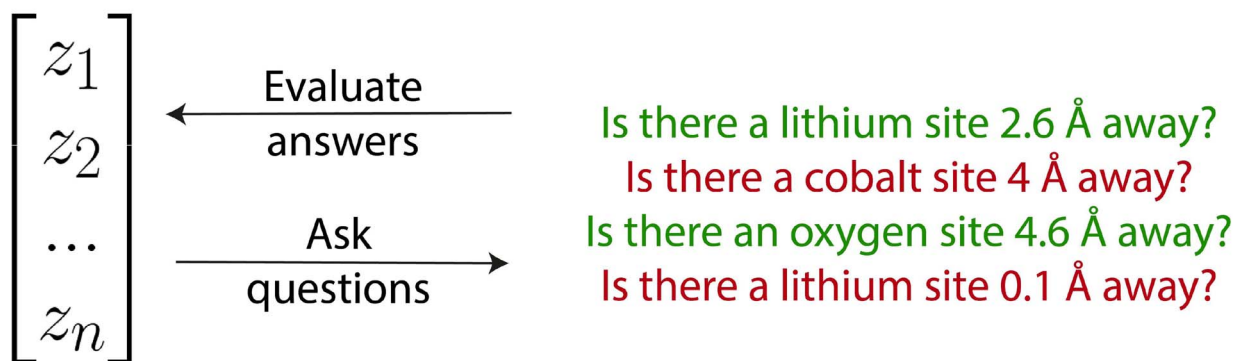 z1
z2
...
zn
Evaluate
answers
Ask
questions
Is there a lithium site 2.6 Å away?
Is there a cobalt site 4 Å away?
Is there an oxygen site 4.6 Å away?
Is there a lithium site 0.1 Å away?